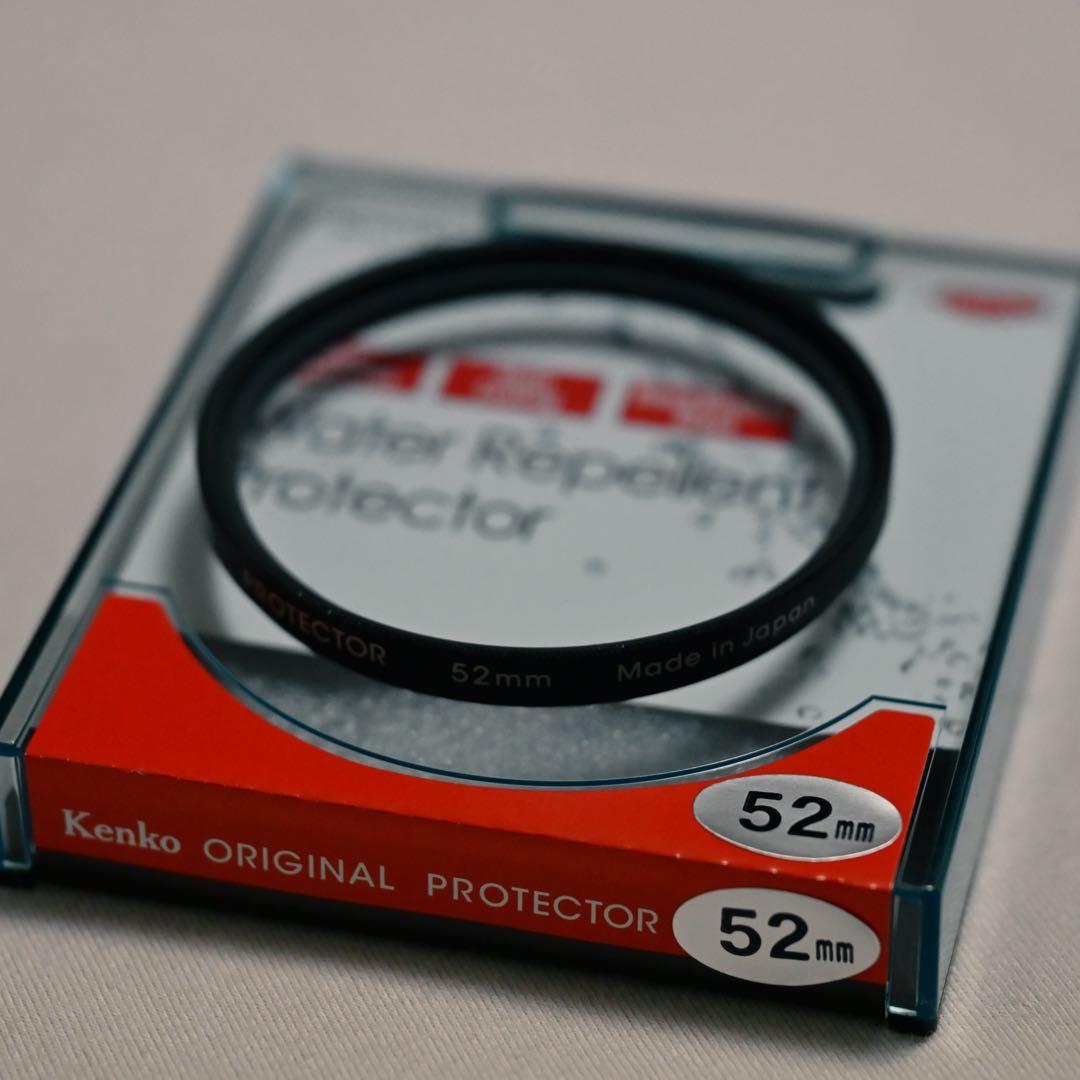 Water Repellent
Protector
PROTECTOR 52mm Made in Japan
52mm
Kenko ORIGINAL PROTECTOR 52mm